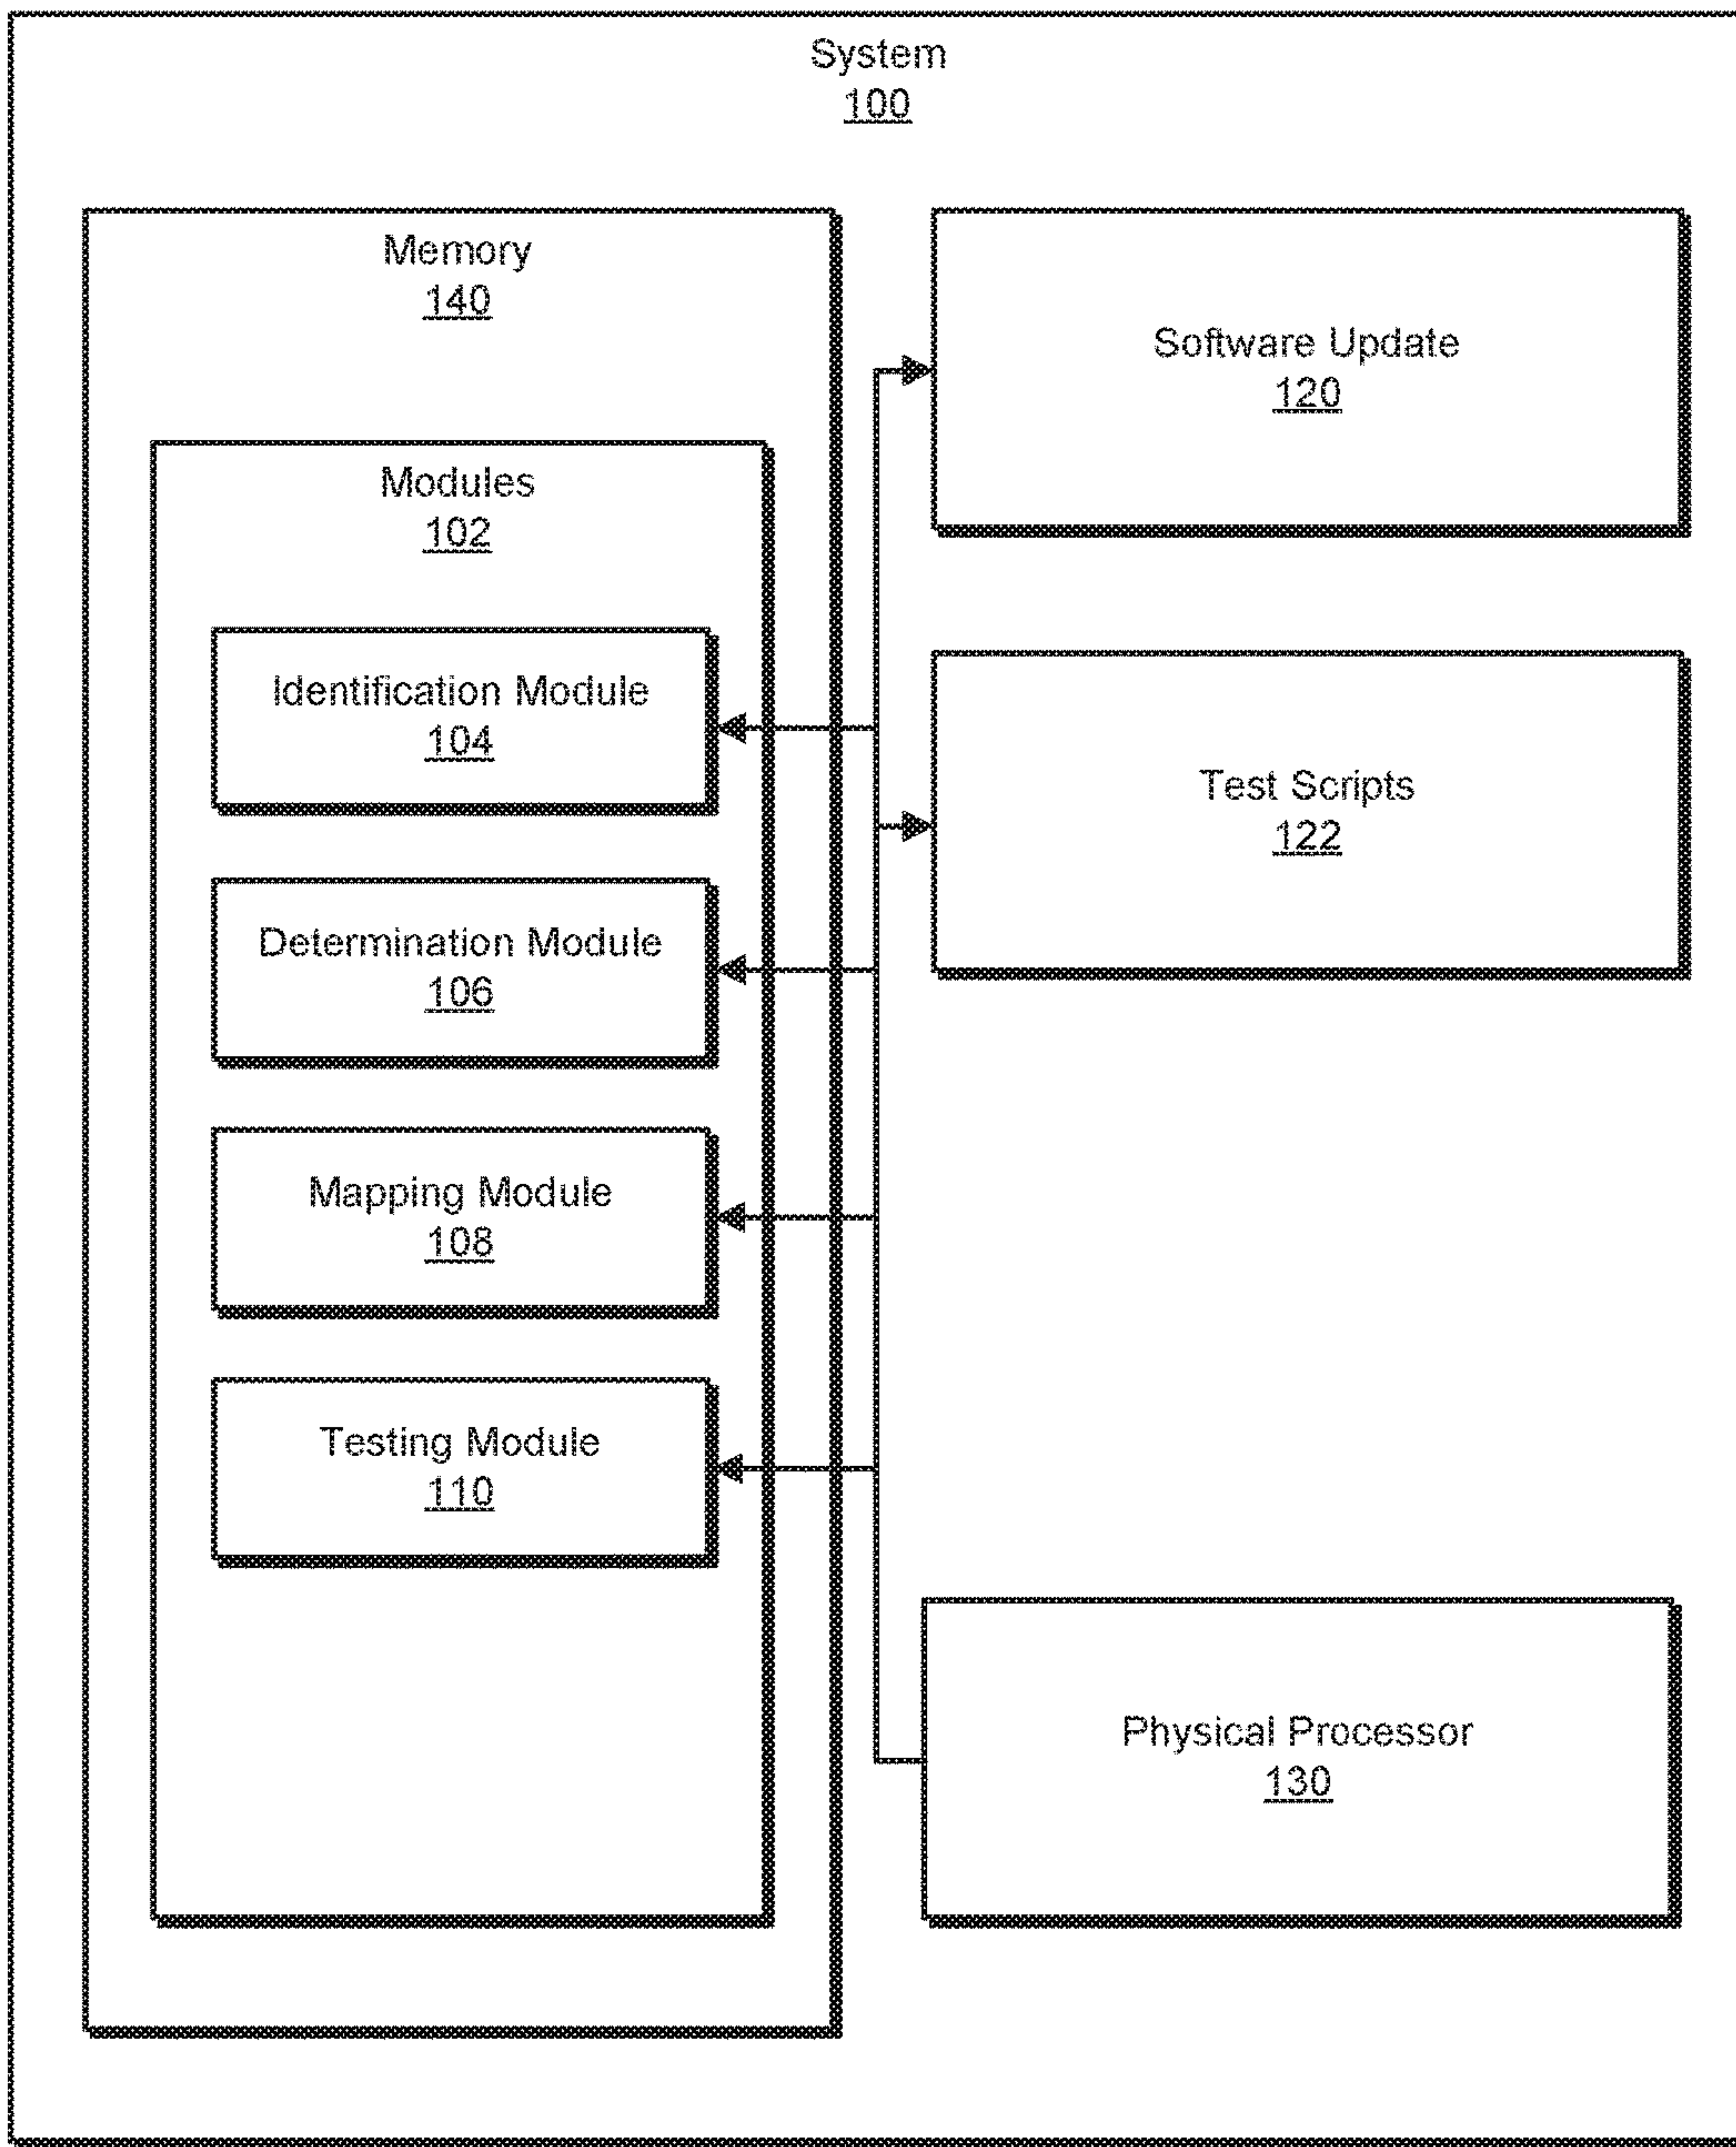 System
100
Memory
140
Modules
102
Identification Module
104
Determination Module
106
Mapping Module
108
Testing Module
110
Software Update
120
Test Scripts
122
Physical Processor
130